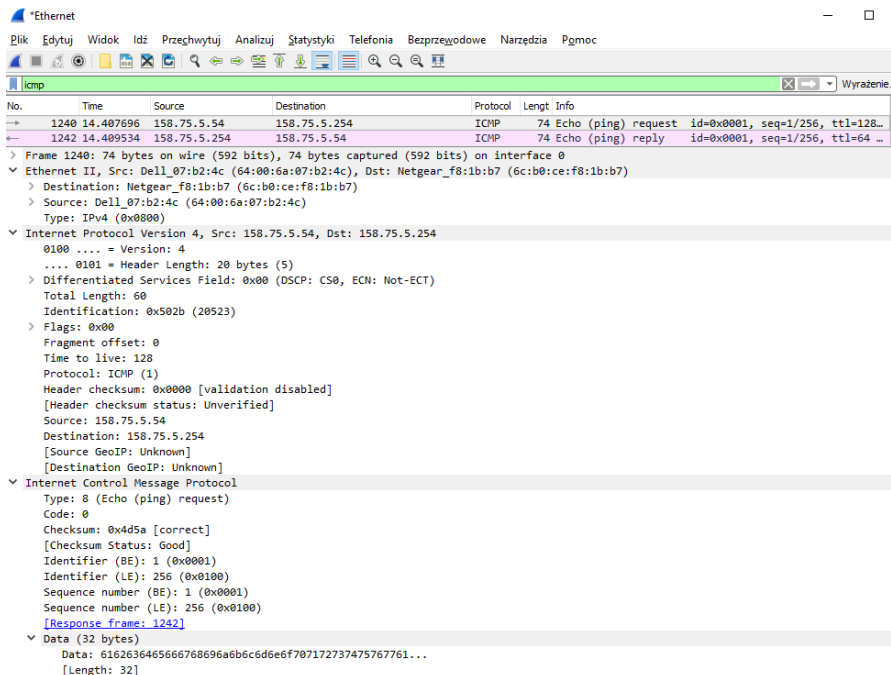 *Ethernet
Plik Edytuj Widok Idź Przechwytuj Analizuj Statystyki Telefonia Bezprzewodowe Narzędzia Pomoc
icmp Wyrażenie.
No. Time Source Destination Protocol Lengt Info
1240 14.407696 158.75.5.54 158.75.5.254 ICMP 74 Echo (ping) request id=0x0001, seq=1/256, ttl=128…
1242 14.409534 158.75.5.254 158.75.5.54 ICMP 74 Echo (ping) reply id=0x0001, seq=1/256, ttl=64 …
Frame 1240: 74 bytes on wire (592 bits), 74 bytes captured (592 bits) on interface 0
Ethernet II, Src: Dell_07:b2:4c (64:00:6a:07:b2:4c), Dst: Netgear_f8:1b:b7 (6c:b0:ce:f8:1b:b7)
Destination: Netgear_f8:1b:b7 (6c:b0:ce:f8:1b:b7)
Source: Dell_07:b2:4c (64:00:6a:07:b2:4c)
Type: IPv4 (0x0800)
Internet Protocol Version 4, Src: 158.75.5.54, Dst: 158.75.5.254
0100 .... = Version: 4
.... 0101 = Header Length: 20 bytes (5)
Differentiated Services Field: 0x00 (DSCP: CS0, ECN: Not-ECT)
Total Length: 60
Identification: 0x502b (20523)
Flags: 0x00
Fragment offset: 0
Time to live: 128
Protocol: ICMP (1)
Header checksum: 0x0000 [validation disabled]
[Header checksum status: Unverified]
Source: 158.75.5.54
Destination: 158.75.5.254
[Source GeoIP: Unknown]
[Destination GeoIP: Unknown]
Internet Control Message Protocol
Type: 8 (Echo (ping) request)
Code: 0
Checksum: 0x4d5a [correct]
[Checksum Status: Good]
Identifier (BE): 1 (0x0001)
Identifier (LE): 256 (0x0100)
Sequence number (BE): 1 (0x0001)
Sequence number (LE): 256 (0x0100)
[Response frame: 1242]
Data (32 bytes)
Data: 6162636465666768696a6b6c6d6e6f7071727374757677​61...
[Length: 32]